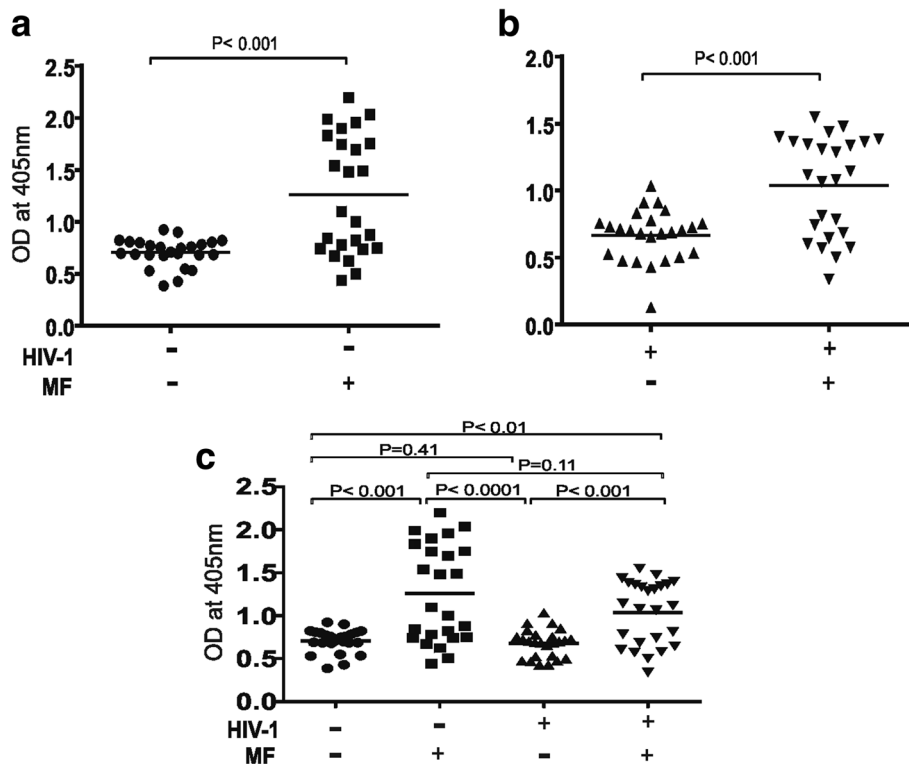 a
P< 0.001
2.5
2.0
1.5
1.0
0.5
0.0
OD at 405nm
HIV-1 - -
MF - +
b
P< 0.001
2.0
1.5
1.0
0.5
0.0
+ +
- +
c
P< 0.01
P=0.41
P=0.11
P< 0.001 P< 0.0001 P< 0.001
2.5
2.0
1.5
1.0
0.5
0.0
OD at 405nm
HIV-1 - - + +
MF - + - +